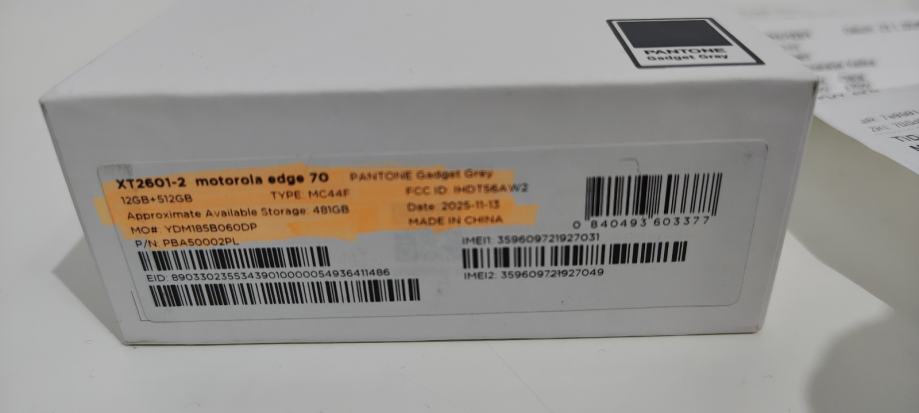 PANTONE
Gadget Gray
XT2601-2 motorola edge 70 PANTONE Gadget Gray
12GB+512GB TYPE: MC44F FCC ID: IHDT56AW2
Approximate Available Storage: 481GB Date: 2025-11-13
MO#: YDM185B060DP MADE IN CHINA
P/N: PBA50002PL
0 840493 603377
IMEI1: 359609721927031
EID: 89033023553439010000054936411486
IMEI2: 359609721927049